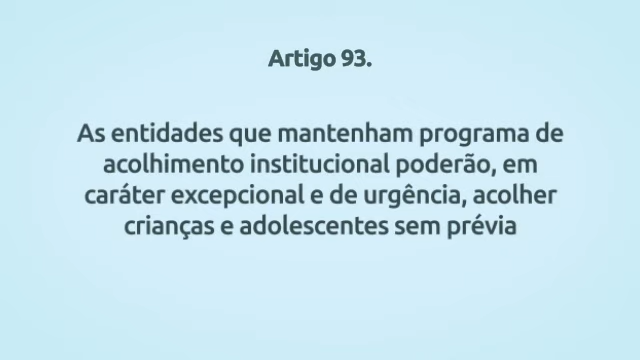 Artigo 93.
As entidades que mantenham programa de
acolhimento institucional poderão, em
caráter excepcional e de urgência, acolher
crianças e adolescentes sem prévia